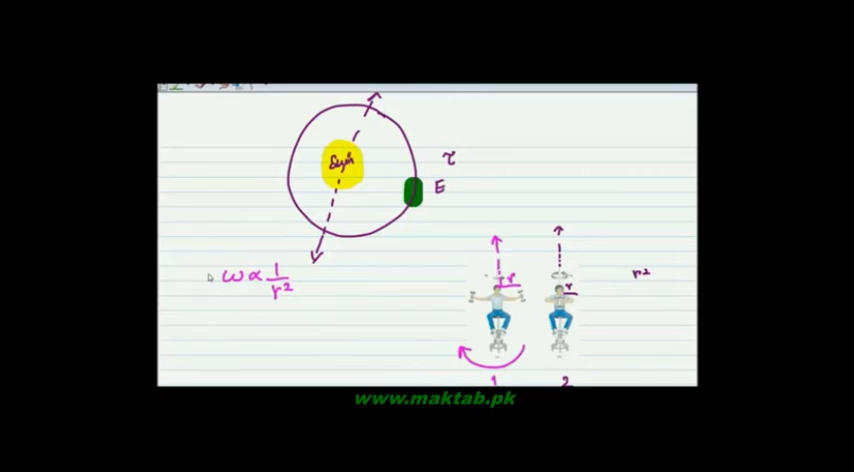 Sun
τ
E
ω ∝ 1/r²
r
r
r²
1
2
www.maktab.pk